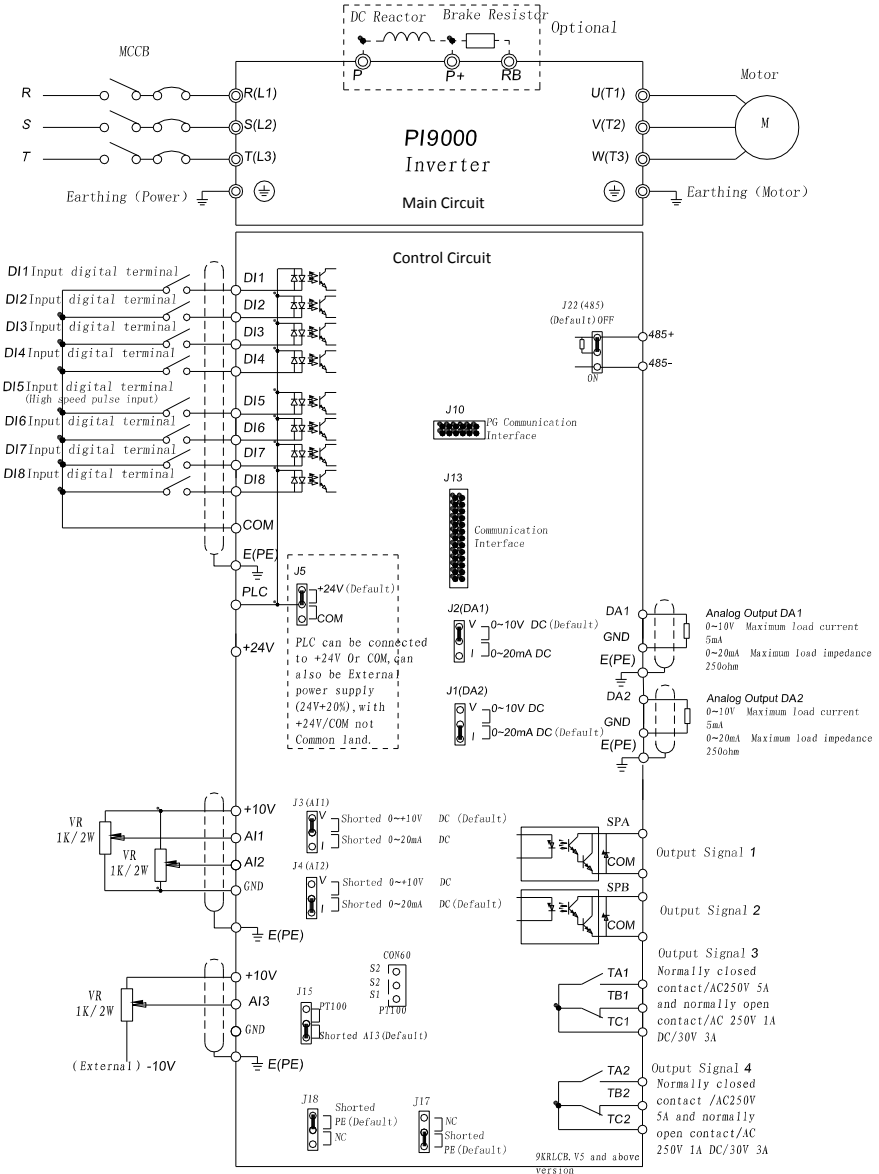 DC Reactor
Brake Resistor
Optional
P
P+
RB
MCCB
R
S
T
R(L1)
S(L2)
T(L3)
PI9000
Inverter
Main Circuit
U(T1)
V(T2)
W(T3)
Motor
M
Earthing (Power)
Earthing (Motor)
Control Circuit
DI1 Input digital terminal
DI1
DI2 Input digital terminal
DI2
DI3 Input digital terminal
DI3
DI4 Input digital terminal
DI4
DI5 Input digital terminal
(High speed pulse input)
DI5
DI6 Input digital terminal
DI6
DI7 Input digital terminal
DI7
DI8 Input digital terminal
DI8
COM
E(PE)
PLC
+24V
J22(485)
(Default)OFF
ON
485+
485-
J10
PG Communication
Interface
J13
Communication
Interface
J5
+24V(Default)
COM
PLC can be connected
to +24V Or COM,can
also be External
power supply
(24V+20%),with
+24V/COM not
Common land.
J2(DA1)
V
0~10V DC(Default)
I
0~20mA DC
J1(DA2)
V
0~10V DC
I
0~20mA DC(Default)
DA1
GND
E(PE)
Analog Output DA1
0~10V Maximum load current
5mA
0~20mA Maximum load impedance
250ohm
DA2
GND
E(PE)
Analog Output DA2
0~10V Maximum load current
5mA
0~20mA Maximum load impedance
250ohm
VR
1K/2W
VR
1K/2W
+10V
AI1
AI2
GND
E(PE)
J3(AI1)
V
Shorted 0~+10V DC (Default)
I
Shorted 0~20mA DC
J4(AI2)
V
Shorted 0~+10V DC
I
Shorted 0~20mA DC(Default)
SPA
COM
Output Signal 1
SPB
COM
Output Signal 2
VR
1K/2W
(External) -10V
+10V
AI3
GND
E(PE)
CON60
S2
S2
S1
PT100
J15
PT100
Shorted AI3(Default)
TA1
TB1
TC1
Output Signal 3
Normally closed
contact/AC250V 5A
and normally open
contact/AC 250V 1A
DC/30V 3A
TA2
TB2
TC2
Output Signal 4
Normally closed
contact /AC250V
5A and normally
open contact/AC
250V 1A DC/30V 3A
J18
Shorted
PE(Default)
NC
J17
NC
Shorted
PE(Default)
9KRLCB,V5 and above
version